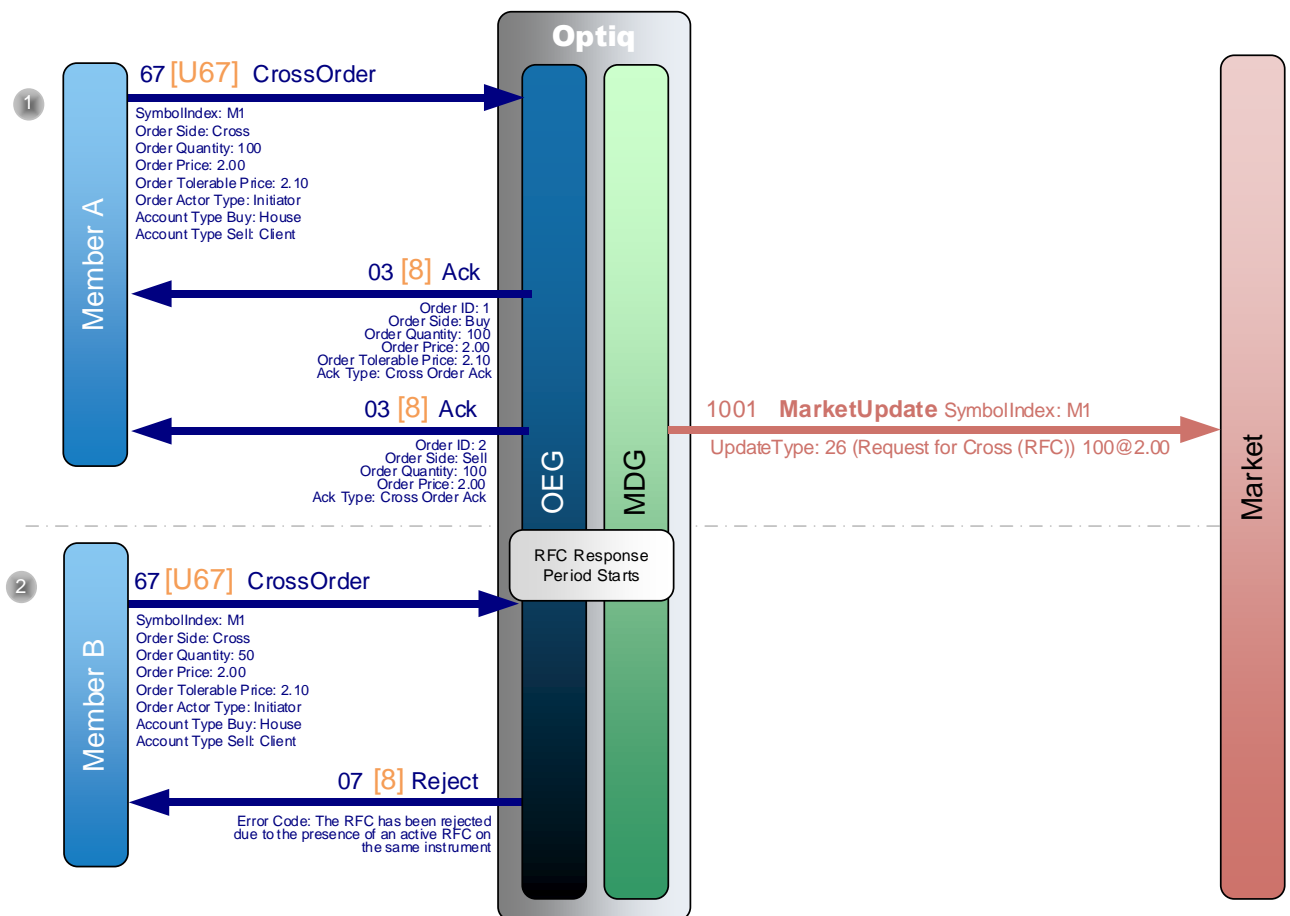 Optiq
1
67 [U67] CrossOrder
SymbolIndex: M1
Order Side: Cross
Order Quantity: 100
Order Price: 2.00
Order Tolerable Price: 2.10
Order Actor Type: Initiator
Account Type Buy: House
Account Type Sell: Client
Member A
03 [8] Ack
Order ID: 1
Order Side: Buy
Order Quantity: 100
Order Price: 2.00
Order Tolerable Price: 2.10
Ack Type: Cross Order Ack
03 [8] Ack
Order ID: 2
Order Side: Sell
Order Quantity: 100
Order Price: 2.00
Ack Type: Cross Order Ack
OEG
MDG
1001 MarketUpdate SymbolIndex: M1
UpdateType: 26 (Request for Cross (RFC)) 100@2.00
Market
RFC Response
Period Starts
2
67 [U67] CrossOrder
SymbolIndex: M1
Order Side: Cross
Order Quantity: 50
Order Price: 2.00
Order Tolerable Price: 2.10
Order Actor Type: Initiator
Account Type Buy: House
Account Type Sell: Client
Member B
07 [8] Reject
Error Code: The RFC has been rejected
due to the presence of an active RFC on
the same instrument